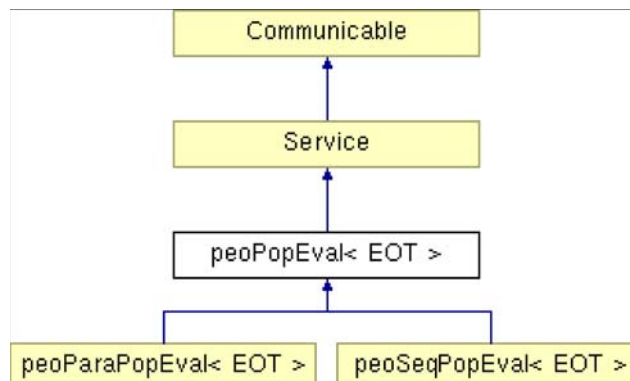 Communicable
Service
peoPopEval< EOT >
peoParaPopEval< EOT >
peoSeqPopEval< EOT >